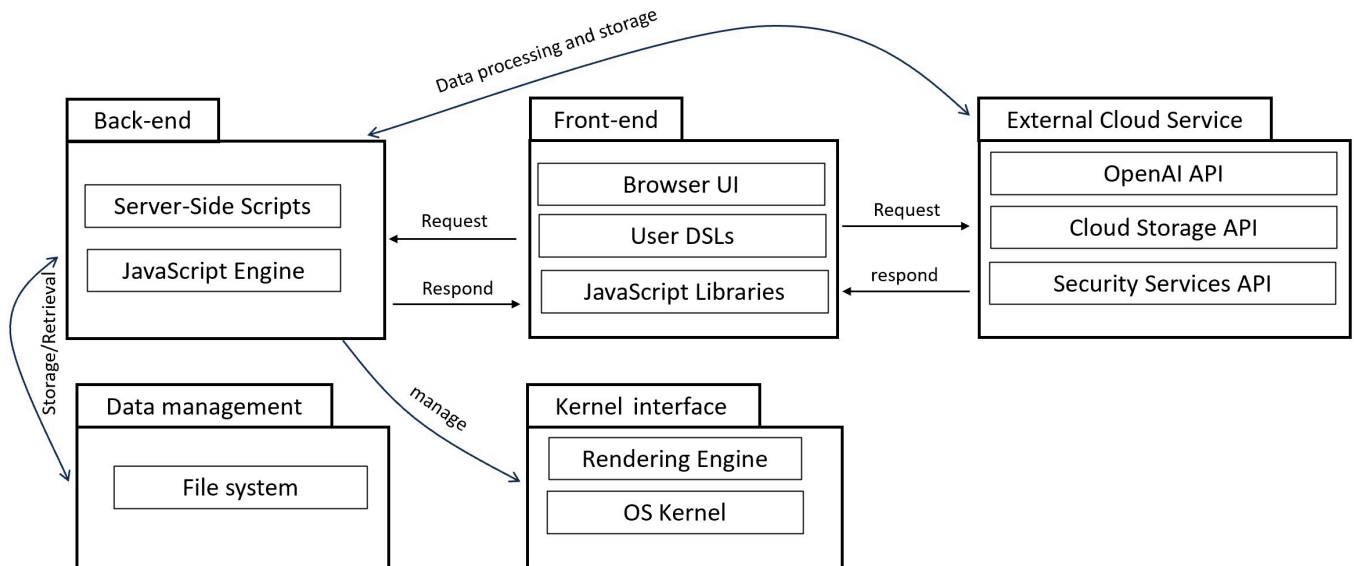 Data processing and storage
Back-end
Front-end
External Cloud Service
Server-Side Scripts
JavaScript Engine
Request
Respond
Browser UI
User DSLs
JavaScript Libraries
Request
respond
OpenAI API
Cloud Storage API
Security Services API
Storage/Retrieval
manage
Data management
File system
Kernel interface
Rendering Engine
OS Kernel